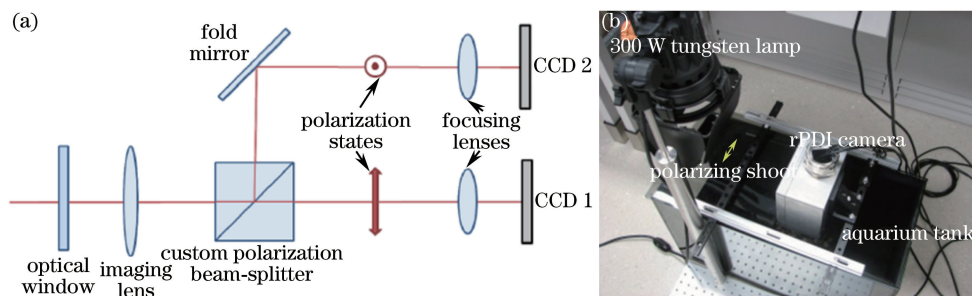 (a)
fold
mirror
CCD 2
polarization
states
focusing
lenses
CCD 1
custom polarization
beam-splitter
optical
window
imaging
lens
(b)
300 W tungsten lamp
rPDI camera
polarizing shoot
aquarium tank